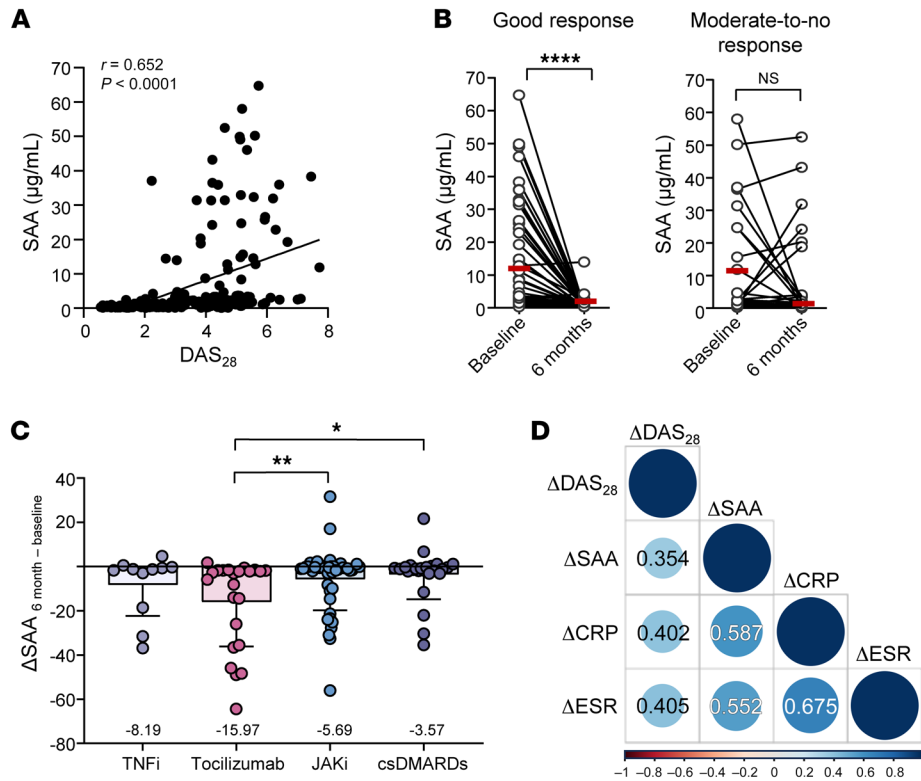 A
r = 0.652
P < 0.0001
SAA (µg/mL)
70
60
50
40
30
20
10
0
0 2 4 6 8
DAS28
B
Good response
****
SAA (µg/mL)
70
60
50
40
30
20
10
0
Baseline
6 months
Moderate-to-no
response
NS
SAA (µg/mL)
70
60
50
40
30
20
10
0
Baseline
6 months
C
*
**
ΔSAA 6 month – baseline
40
20
0
-20
-40
-60
-80
-8.19 -15.97 -5.69 -3.57
TNFi Tocilizumab JAKi csDMARDs
D
ΔDAS28
ΔDAS28
ΔSAA
ΔSAA 0.354
ΔCRP
ΔCRP 0.402 0.587
ΔESR
ΔESR 0.405 0.552 0.675
−1 −0.8 −0.6 −0.4 −0.2 0 0.2 0.4 0.6 0.8